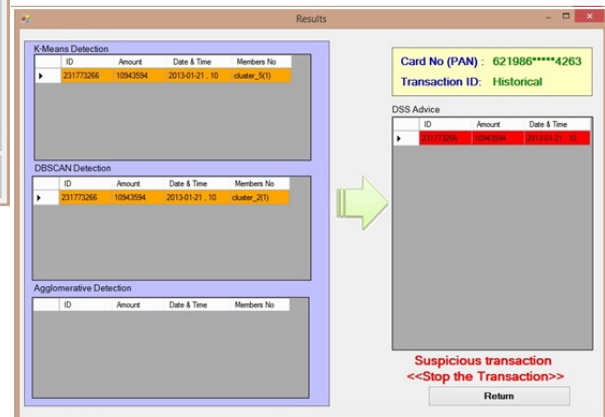 Results
K-Means Detection
ID Amount Date & Time Members No
231773266 10943594 2013-01-21 , 10 cluster_5(1)
DBSCAN Detection
ID Amount Date & Time Members No
231773266 10943594 2013-01-21 , 10 cluster_2(1)
Agglomerative Detection
ID Amount Date & Time Members No
Card No (PAN) : 621986*****4263
Transaction ID: Historical
DSS Advice
ID Amount Date & Time
231773266 10943594 2013-01-21 , 10
Suspicious transaction
<<Stop the Transaction>>
Return